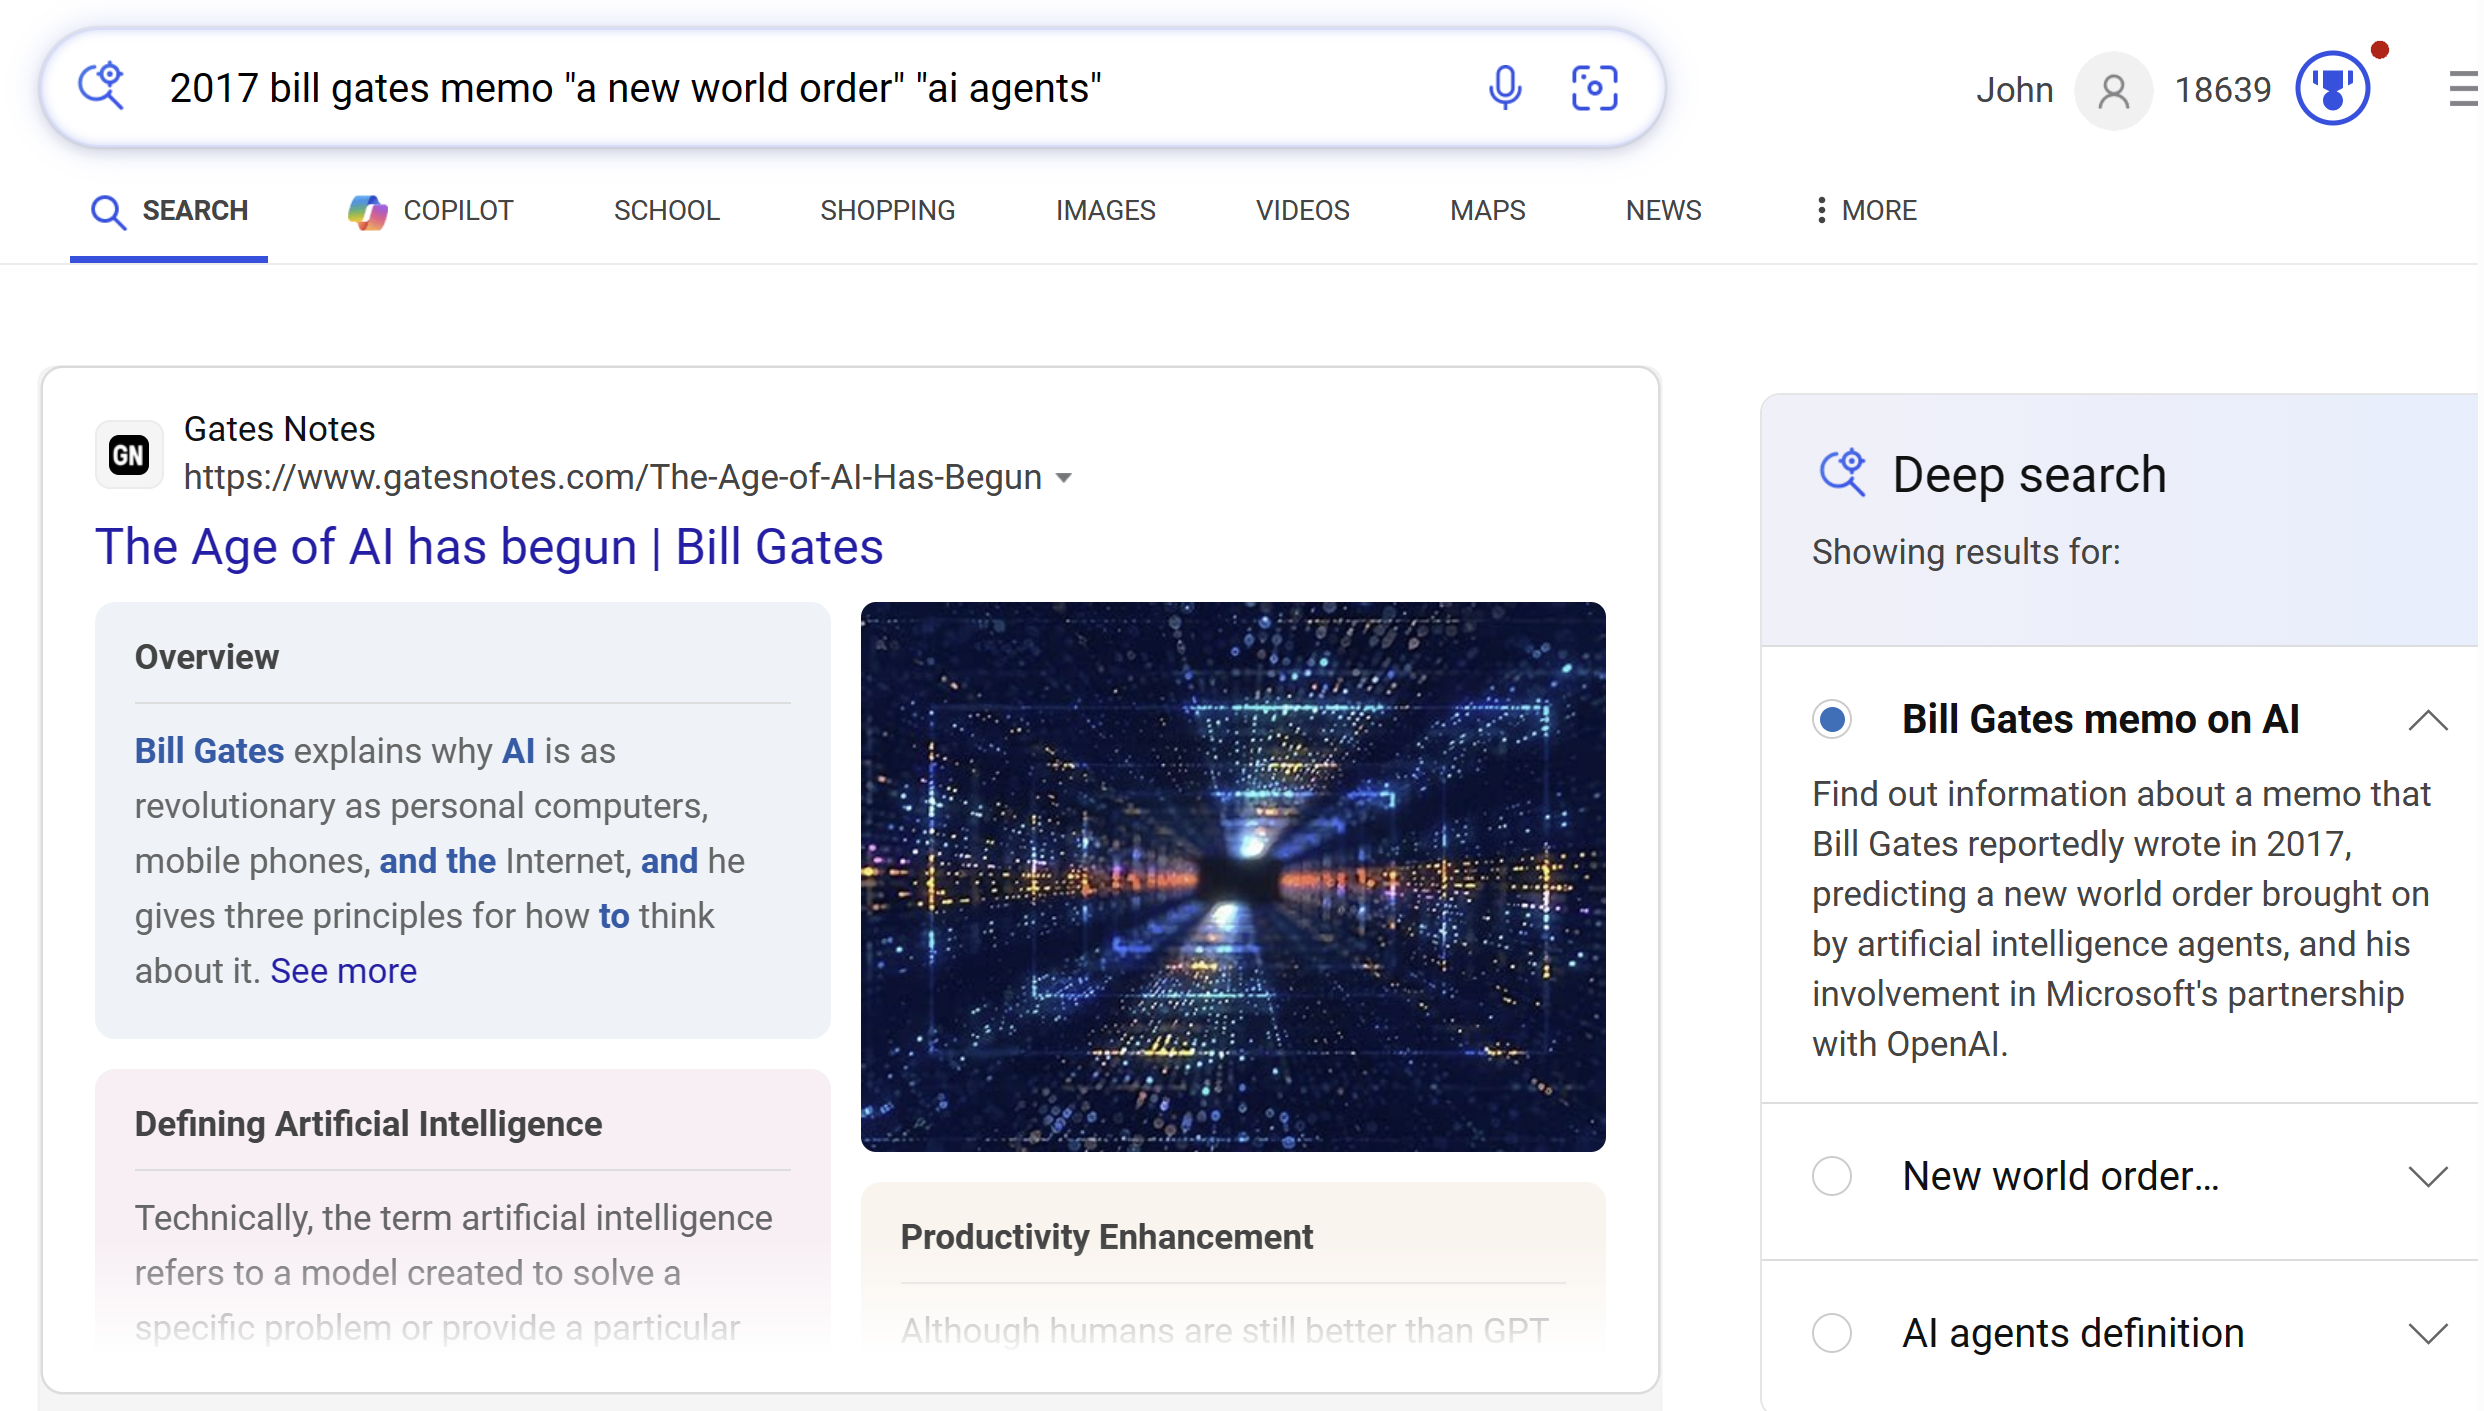 2017 bill gates memo "a new world order" "ai agents"
John 18639
SEARCH COPILOT SCHOOL SHOPPING IMAGES VIDEOS MAPS NEWS MORE
GN
Gates Notes
https://www.gatesnotes.com/The-Age-of-AI-Has-Begun
The Age of AI has begun | Bill Gates
Overview
Bill Gates explains why AI is as
revolutionary as personal computers,
mobile phones, and the Internet, and he
gives three principles for how to think
about it. See more
Defining Artificial Intelligence
Technically, the term artificial intelligence
refers to a model created to solve a
specific problem or provide a particular
Productivity Enhancement
Although humans are still better than GPT
Deep search
Showing results for:
Bill Gates memo on AI
Find out information about a memo that
Bill Gates reportedly wrote in 2017,
predicting a new world order brought on
by artificial intelligence agents, and his
involvement in Microsoft's partnership
with OpenAI.
New world order...
AI agents definition